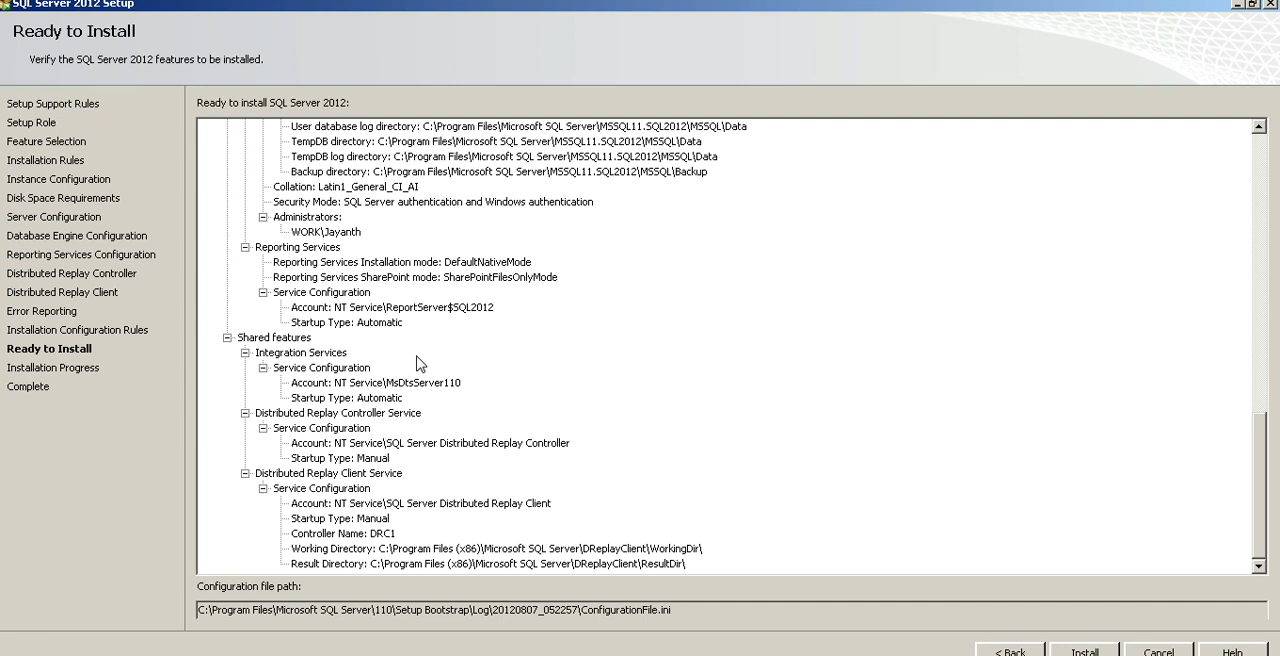 SQL Server 2012 Setup
Ready to Install
Verify the SQL Server 2012 features to be installed.
Setup Support Rules
Setup Role
Feature Selection
Installation Rules
Instance Configuration
Disk Space Requirements
Server Configuration
Database Engine Configuration
Reporting Services Configuration
Distributed Replay Controller
Distributed Replay Client
Error Reporting
Installation Configuration Rules
Ready to Install
Installation Progress
Complete
Ready to install SQL Server 2012:
User database log directory: C:\Program Files\Microsoft SQL Server\MSSQL11.SQL2012\MSSQL\Data
TempDB directory: C:\Program Files\Microsoft SQL Server\MSSQL11.SQL2012\MSSQL\Data
TempDB log directory: C:\Program Files\Microsoft SQL Server\MSSQL11.SQL2012\MSSQL\Data
Backup directory: C:\Program Files\Microsoft SQL Server\MSSQL11.SQL2012\MSSQL\Backup
Collation: Latin1_General_CI_AI
Security Mode: SQL Server authentication and Windows authentication
Administrators:
WORK\Jayanth
Reporting Services
Reporting Services Installation mode: DefaultNativeMode
Reporting Services SharePoint mode: SharePointFilesOnlyMode
Service Configuration
Account: NT Service\ReportServer$SQL2012
Startup Type: Automatic
Shared features
Integration Services
Service Configuration
Account: NT Service\MsDtsServer110
Startup Type: Automatic
Distributed Replay Controller Service
Service Configuration
Account: NT Service\SQL Server Distributed Replay Controller
Startup Type: Manual
Distributed Replay Client Service
Service Configuration
Account: NT Service\SQL Server Distributed Replay Client
Startup Type: Manual
Controller Name: DRC1
Working Directory: C:\Program Files (x86)\Microsoft SQL Server\DReplayClient\WorkingDir\
Result Directory: C:\Program Files (x86)\Microsoft SQL Server\DReplayClient\ResultDir\
Configuration file path:
C:\Program Files\Microsoft SQL Server\110\Setup Bootstrap\Log\20120807_052257\ConfigurationFile.ini
< Back Install Cancel Help